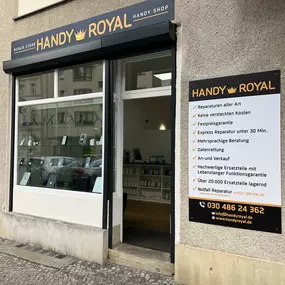 REPAIR STORE HANDY ROYAL HANDY-SHOP
HANDY ROYAL
✓ Reparaturen aller Art
✓ Keine versteckten Kosten
✓ Festpreisgarantie
✓ Express Reparatur unter 30 Min.
✓ Mehrsprachige Beratung
✓ Datenrettung
✓ An-und Verkauf
✓ Hochwertige Ersatzteile mit
Lebenslanger Funktionsgarantie
✓ Über 20.000 Ersatzteile lagernd
✓ Notfall Reparatur
030 486 24 362
info@handyroyal.de
www.handyroyal.de